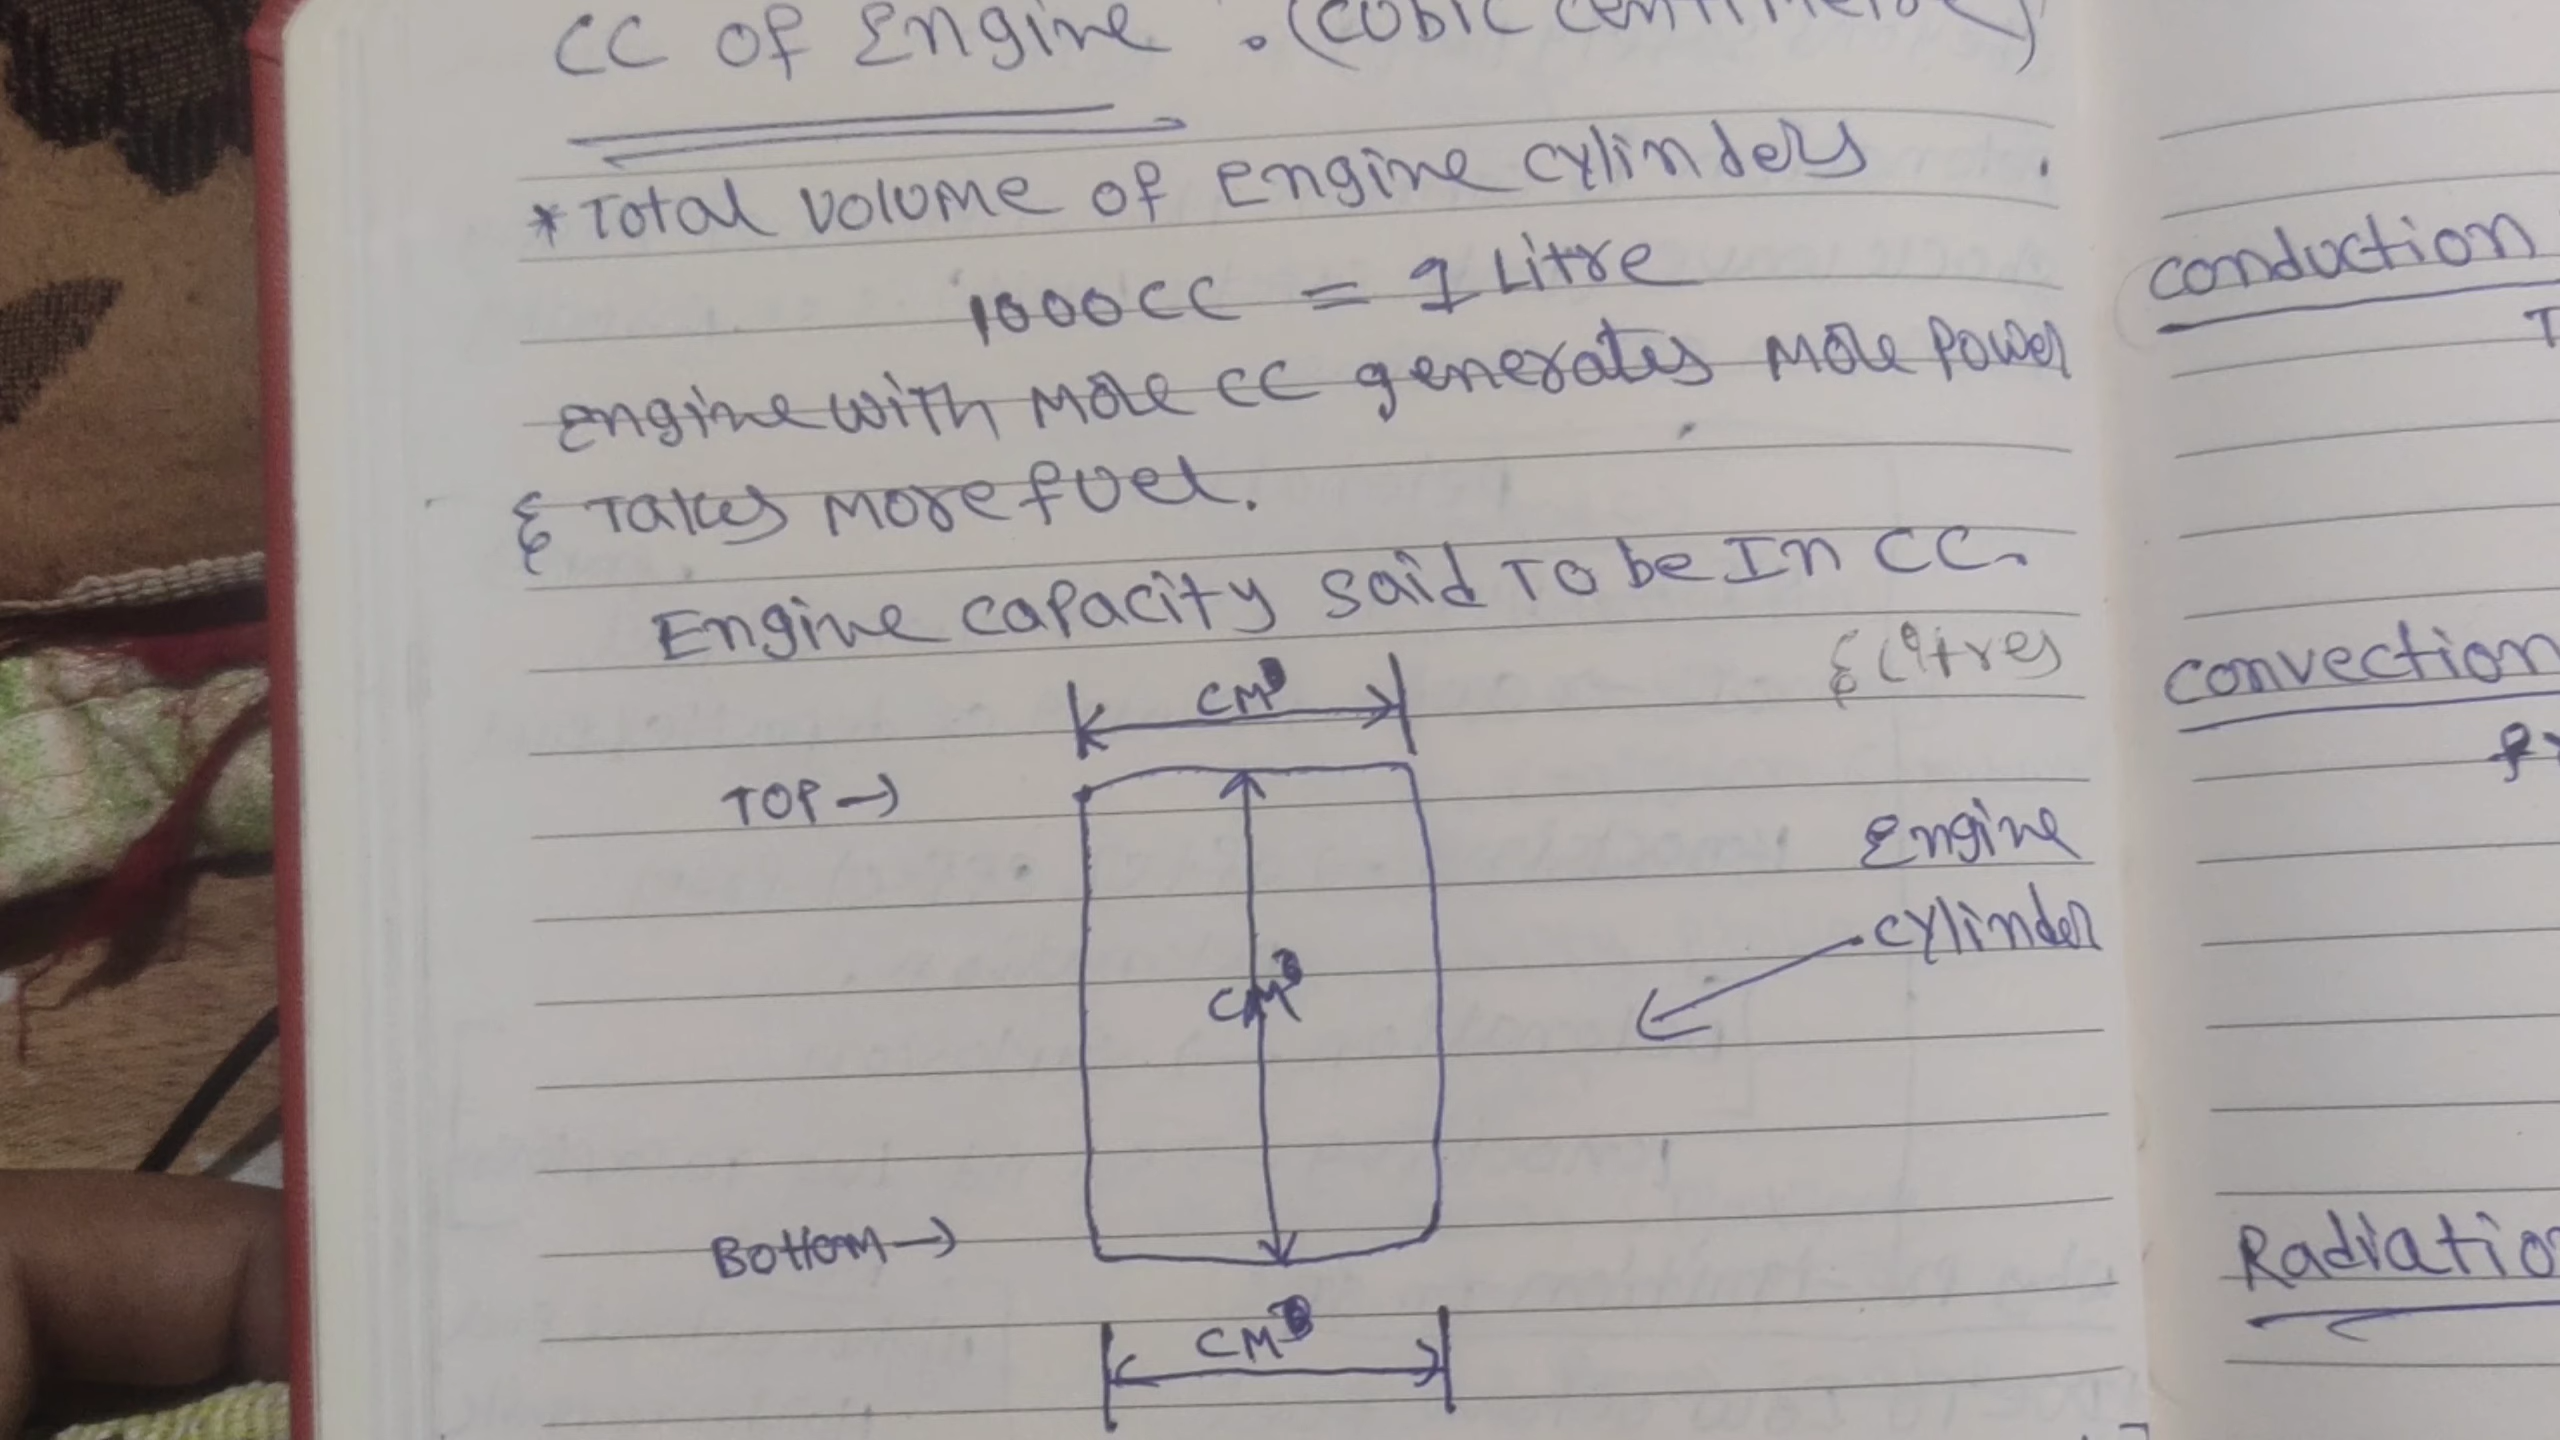 CC of Engine . (cubic centimetre)
* Total volume of engine cylinders
1000CC = 1 Litre
engine with more CC generates more power
& Takes more fuel.
Engine capacity said To be In CC.
& Litres
CM³
TOP →
Engine
cylinder
CM³
Bottom →
CM³
conduction
convection
Radiatio